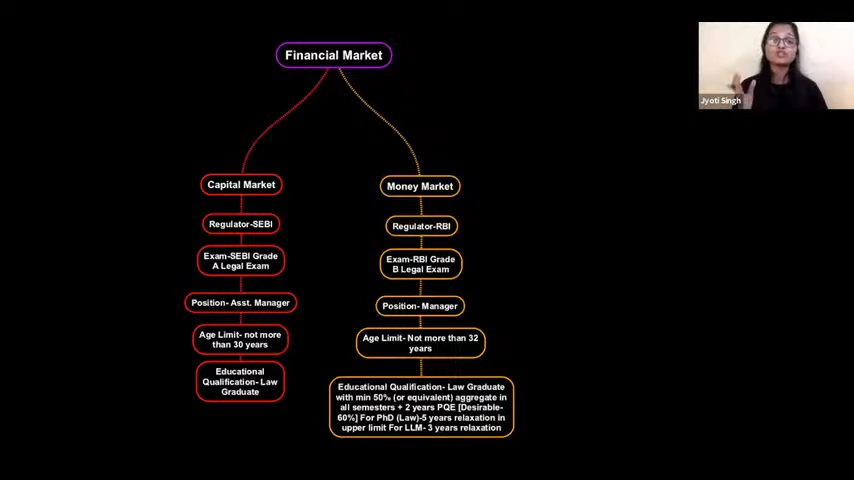 Financial Market
Jyoti Singh
Capital Market
Regulator-SEBI
Exam-SEBI Grade
A Legal Exam
Position- Asst. Manager
Age Limit- not more
than 30 years
Educational
Qualification- Law
Graduate
Money Market
Regulator-RBI
Exam-RBI Grade
B Legal Exam
Position- Manager
Age Limit- Not more than 32
years
Educational Qualification- Law Graduate
with min 50% (or equivalent) aggregate in
all semesters + 2 years PQE [Desirable-
60%] For PhD (Law)-5 years relaxation in
upper limit For LLM- 3 years relaxation